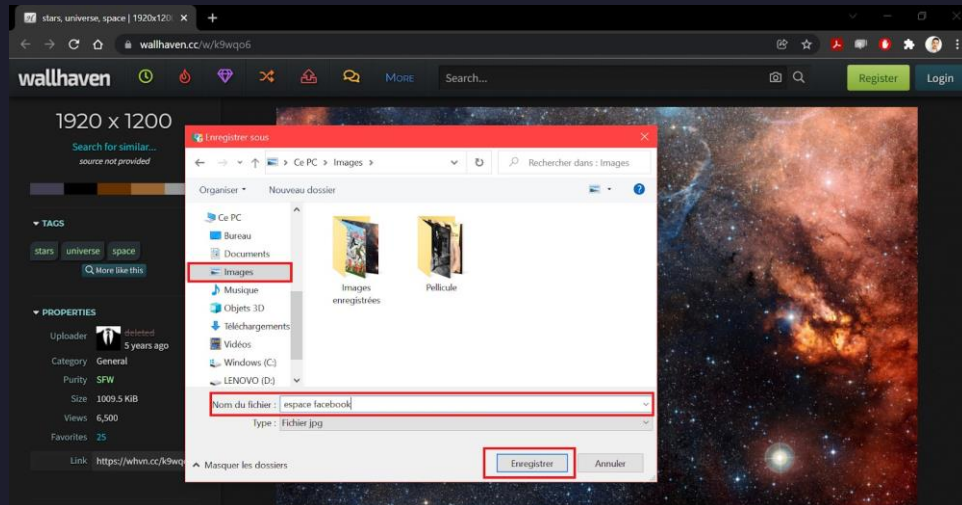 stars, universe, space | 1920x120
wallhaven.cc/w/k9wqo6
wallhaven MORE Search... Register Login
1920 x 1200
Search for similar...
source not provided
TAGS
stars universe space
More like this
PROPERTIES
Uploader deleted
5 years ago
Category General
Purity SFW
Size 1009.5 KiB
Views 6,500
Favorites 25
Link https://whvn.cc/k9wq
Enregistrer sous
Ce PC > Images >
Rechercher dans : Images
Organiser Nouveau dossier
Ce PC
Bureau
Documents
Images
Musique
Objets 3D
Téléchargements
Vidéos
Windows (C:)
LENOVO (D:)
Images enregistrées
Pellicule
Nom du fichier : espace facebook
Type : Fichier jpg
Masquer les dossiers
Enregistrer Annuler